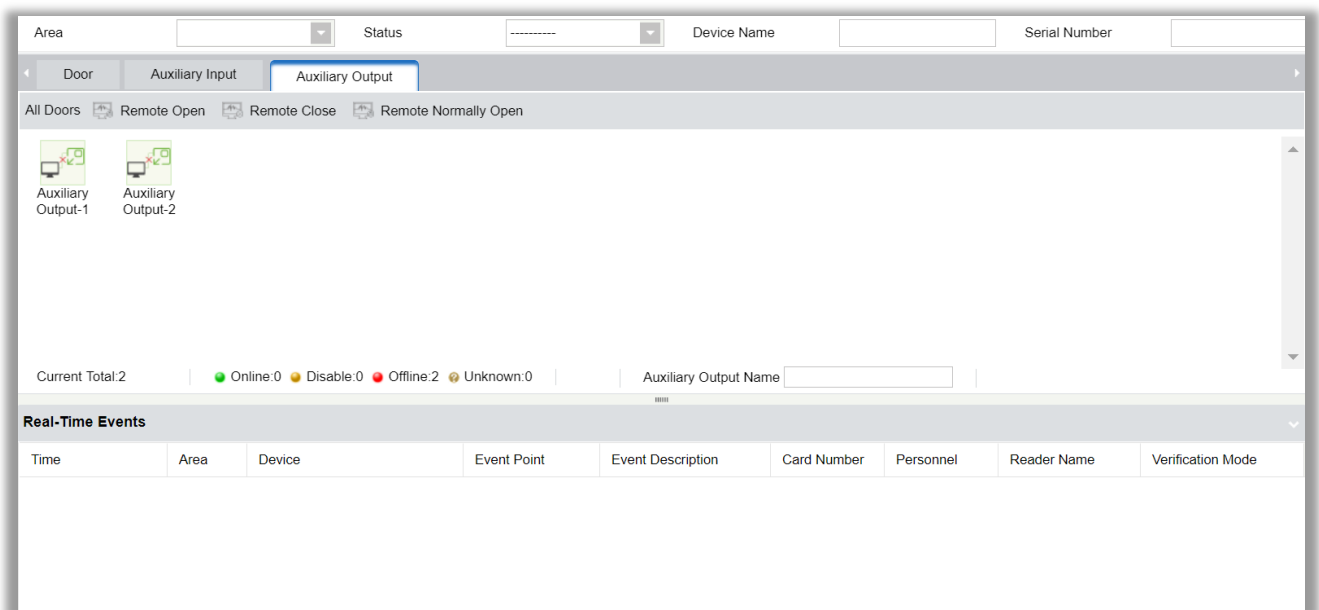 Area Status ---------- Device Name Serial Number
Door Auxiliary Input Auxiliary Output
All Doors Remote Open Remote Close Remote Normally Open
Auxiliary Output-1
Auxiliary Output-2
Current Total:2 Online:0 Disable:0 Offline:2 Unknown:0 Auxiliary Output Name
Real-Time Events
Time Area Device Event Point Event Description Card Number Personnel Reader Name Verification Mode